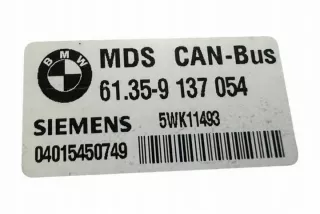 BMW
MDS CAN-Bus
61.35-9 137 054
SIEMENS 5WK11493
04015450749